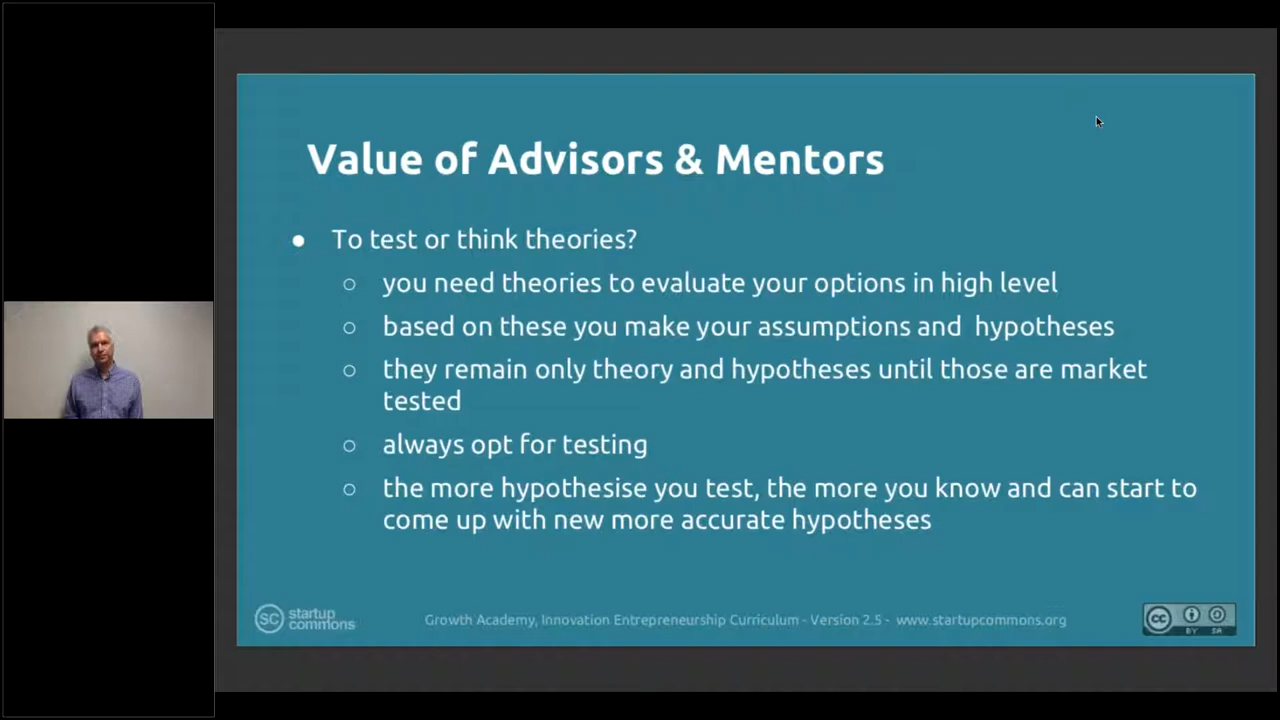 Value of Advisors & Mentors
● To test or think theories?
○ you need theories to evaluate your options in high level
○ based on these you make your assumptions and hypotheses
○ they remain only theory and hypotheses until those are market
tested
○ always opt for testing
○ the more hypothesise you test, the more you know and can start to
come up with new more accurate hypotheses
SC startup
commons
Growth Academy, Innovation Entrepreneurship Curriculum - Version 2.5 - www.startupcommons.org
cc
BY SA